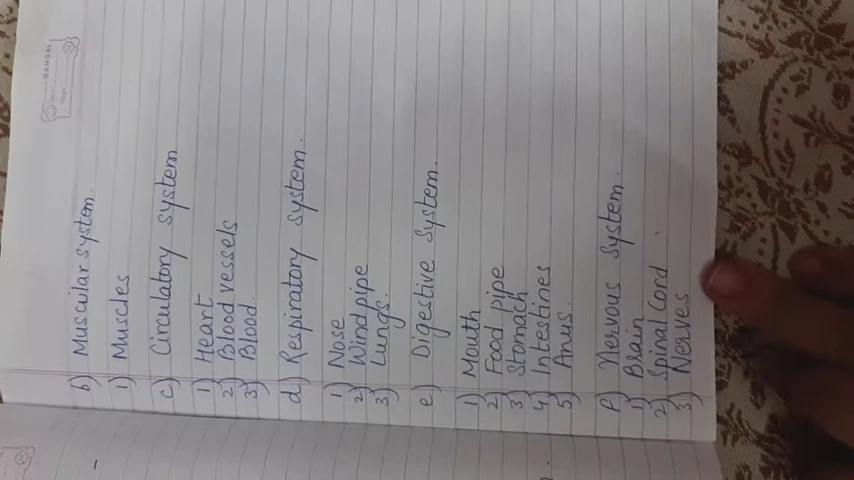 BANSAL
b) Muscular system.
1) Muscles
c) Circulatory system
1) Heart
2) Blood vessels
3) Blood.
d) Respiratory system.
1) Nose
2) Windpipe
3) Lungs.
e) Digestive System.
1) Mouth
2) Food pipe
3) Stomach
4) Intestines
5) Anus.
f) Nervous System.
1) Brain
2) Spinal Cord
3) Nerves